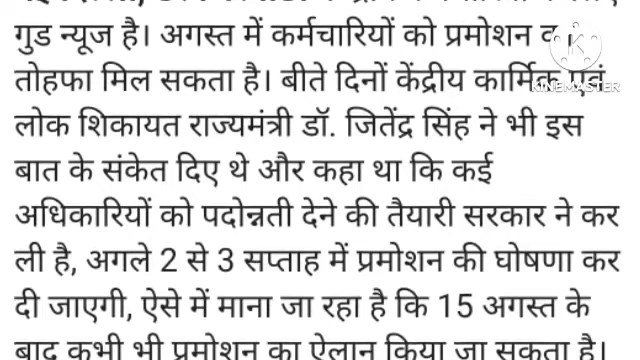 गुड न्यूज है। अगस्त में कर्मचारियों को प्रमोशन का
तोहफा मिल सकता है। बीते दिनों केंद्रीय कार्मिक एवं
KINEMASTER
लोक शिकायत राज्यमंत्री डॉ. जितेंद्र सिंह ने भी इस
बात के संकेत दिए थे और कहा था कि कई
अधिकारियों को पदोन्नती देने की तैयारी सरकार ने कर
ली है, अगले 2 से 3 सप्ताह में प्रमोशन की घोषणा कर
दी जाएगी, ऐसे में माना जा रहा है कि 15 अगस्त के
बाद कभी भी प्रमोशन का ऐलान किया जा सकता है।